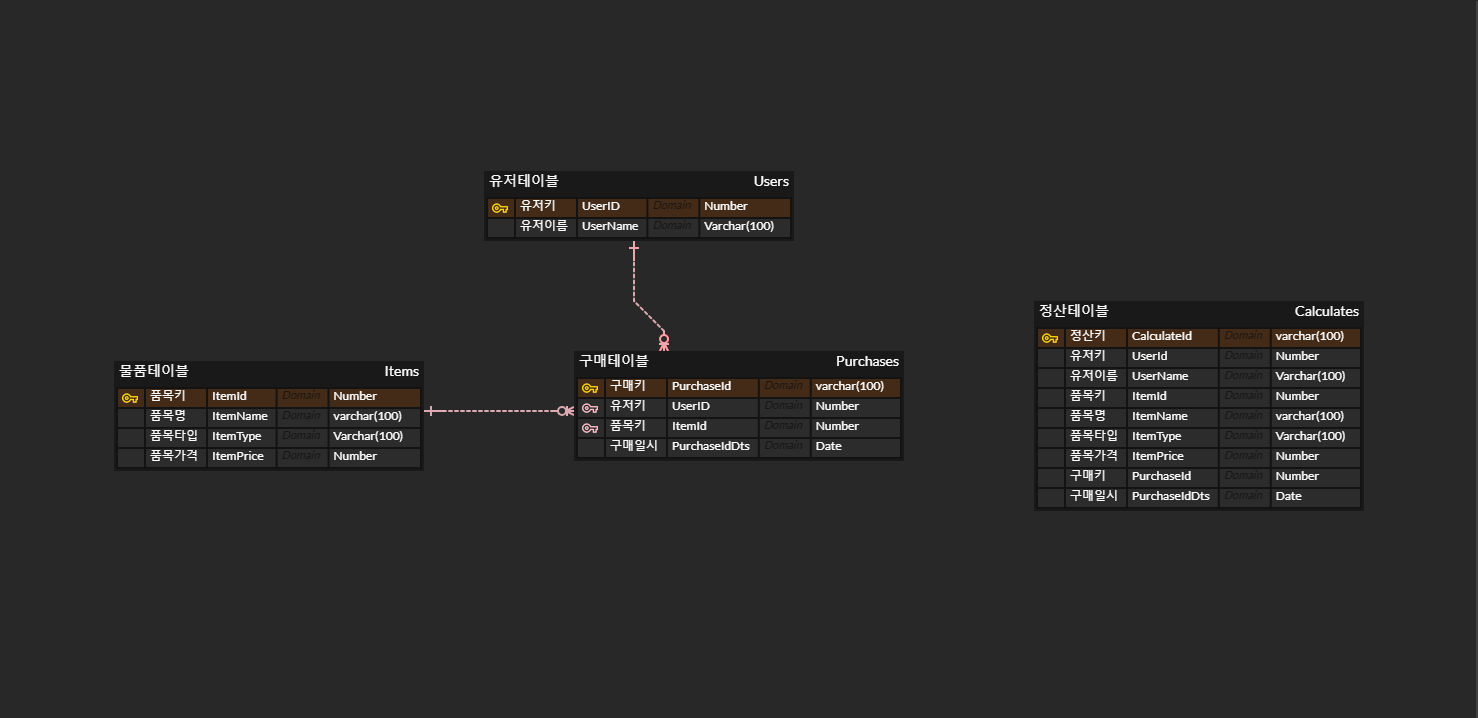 유저테이블 Users
유저키 UserID Domain Number
유저이름 UserName Domain Varchar(100)
물품테이블 Items
품목키 ItemId Domain Number
품목명 ItemName Domain varchar(100)
품목타입 ItemType Domain Varchar(100)
품목가격 ItemPrice Domain Number
구매테이블 Purchases
구매키 PurchaseId Domain varchar(100)
유저키 UserID Domain Number
품목키 ItemId Domain Number
구매일시 PurchaseIdDts Domain Date
정산테이블 Calculates
정산키 CalculateId Domain varchar(100)
유저키 UserId Domain Number
유저이름 UserName Domain Varchar(100)
품목키 ItemId Domain Number
품목명 ItemName Domain varchar(100)
품목타입 ItemType Domain Varchar(100)
품목가격 ItemPrice Domain Number
구매키 PurchaseId Domain Number
구매일시 PurchaseIdDts Domain Date